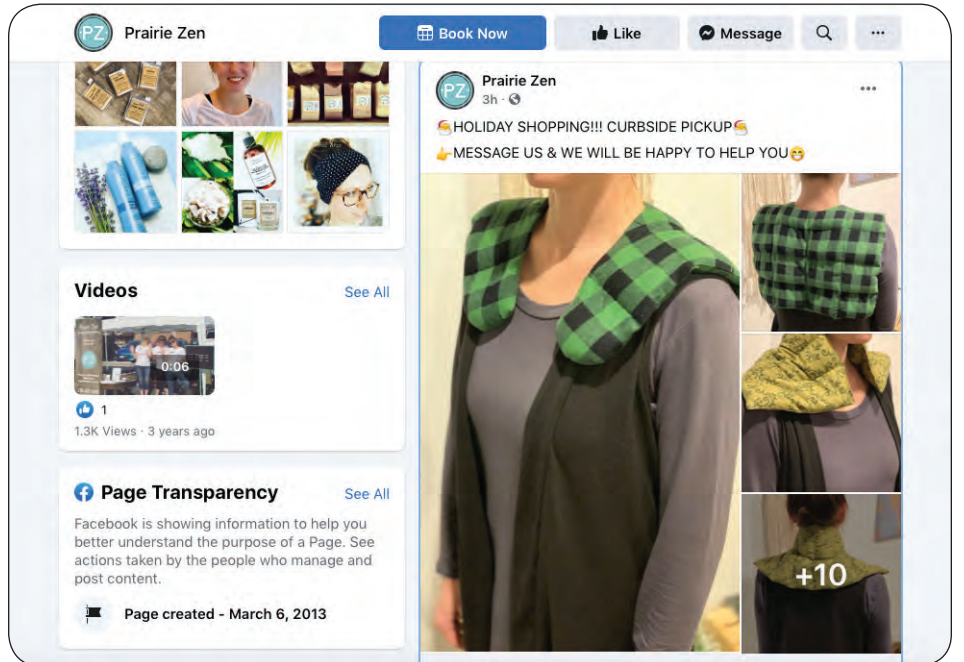 PZ
Prairie Zen
Book Now
Like
Message
Videos
See All
0:06
1
1.3K Views · 3 years ago
Page Transparency
See All
Facebook is showing information to help you
better understand the purpose of a Page. See
actions taken by the people who manage and
post content.
Page created - March 6, 2013
PZ
Prairie Zen
3h ·
🎅HOLIDAY SHOPPING!!! CURBSIDE PICKUP🎅
👉MESSAGE US & WE WILL BE HAPPY TO HELP YOU😁
+10